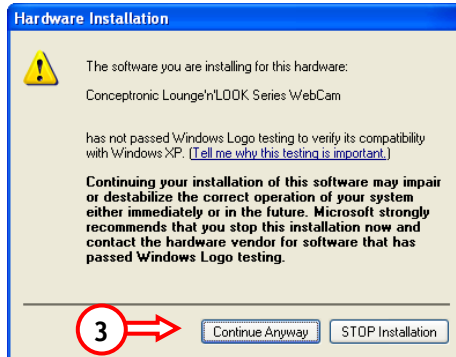 Hardware Installation
The software you are installing for this hardware:
Conceptronic Lounge'n'LOOK Series WebCam
has not passed Windows Logo testing to verify its compatibility
with Windows XP. (Tell me why this testing is important.)
Continuing your installation of this software may impair
or destabilize the correct operation of your system
either immediately or in the future. Microsoft strongly
recommends that you stop this installation now and
contact the hardware vendor for software that has
passed Windows Logo testing.
3 Continue Anyway STOP Installation